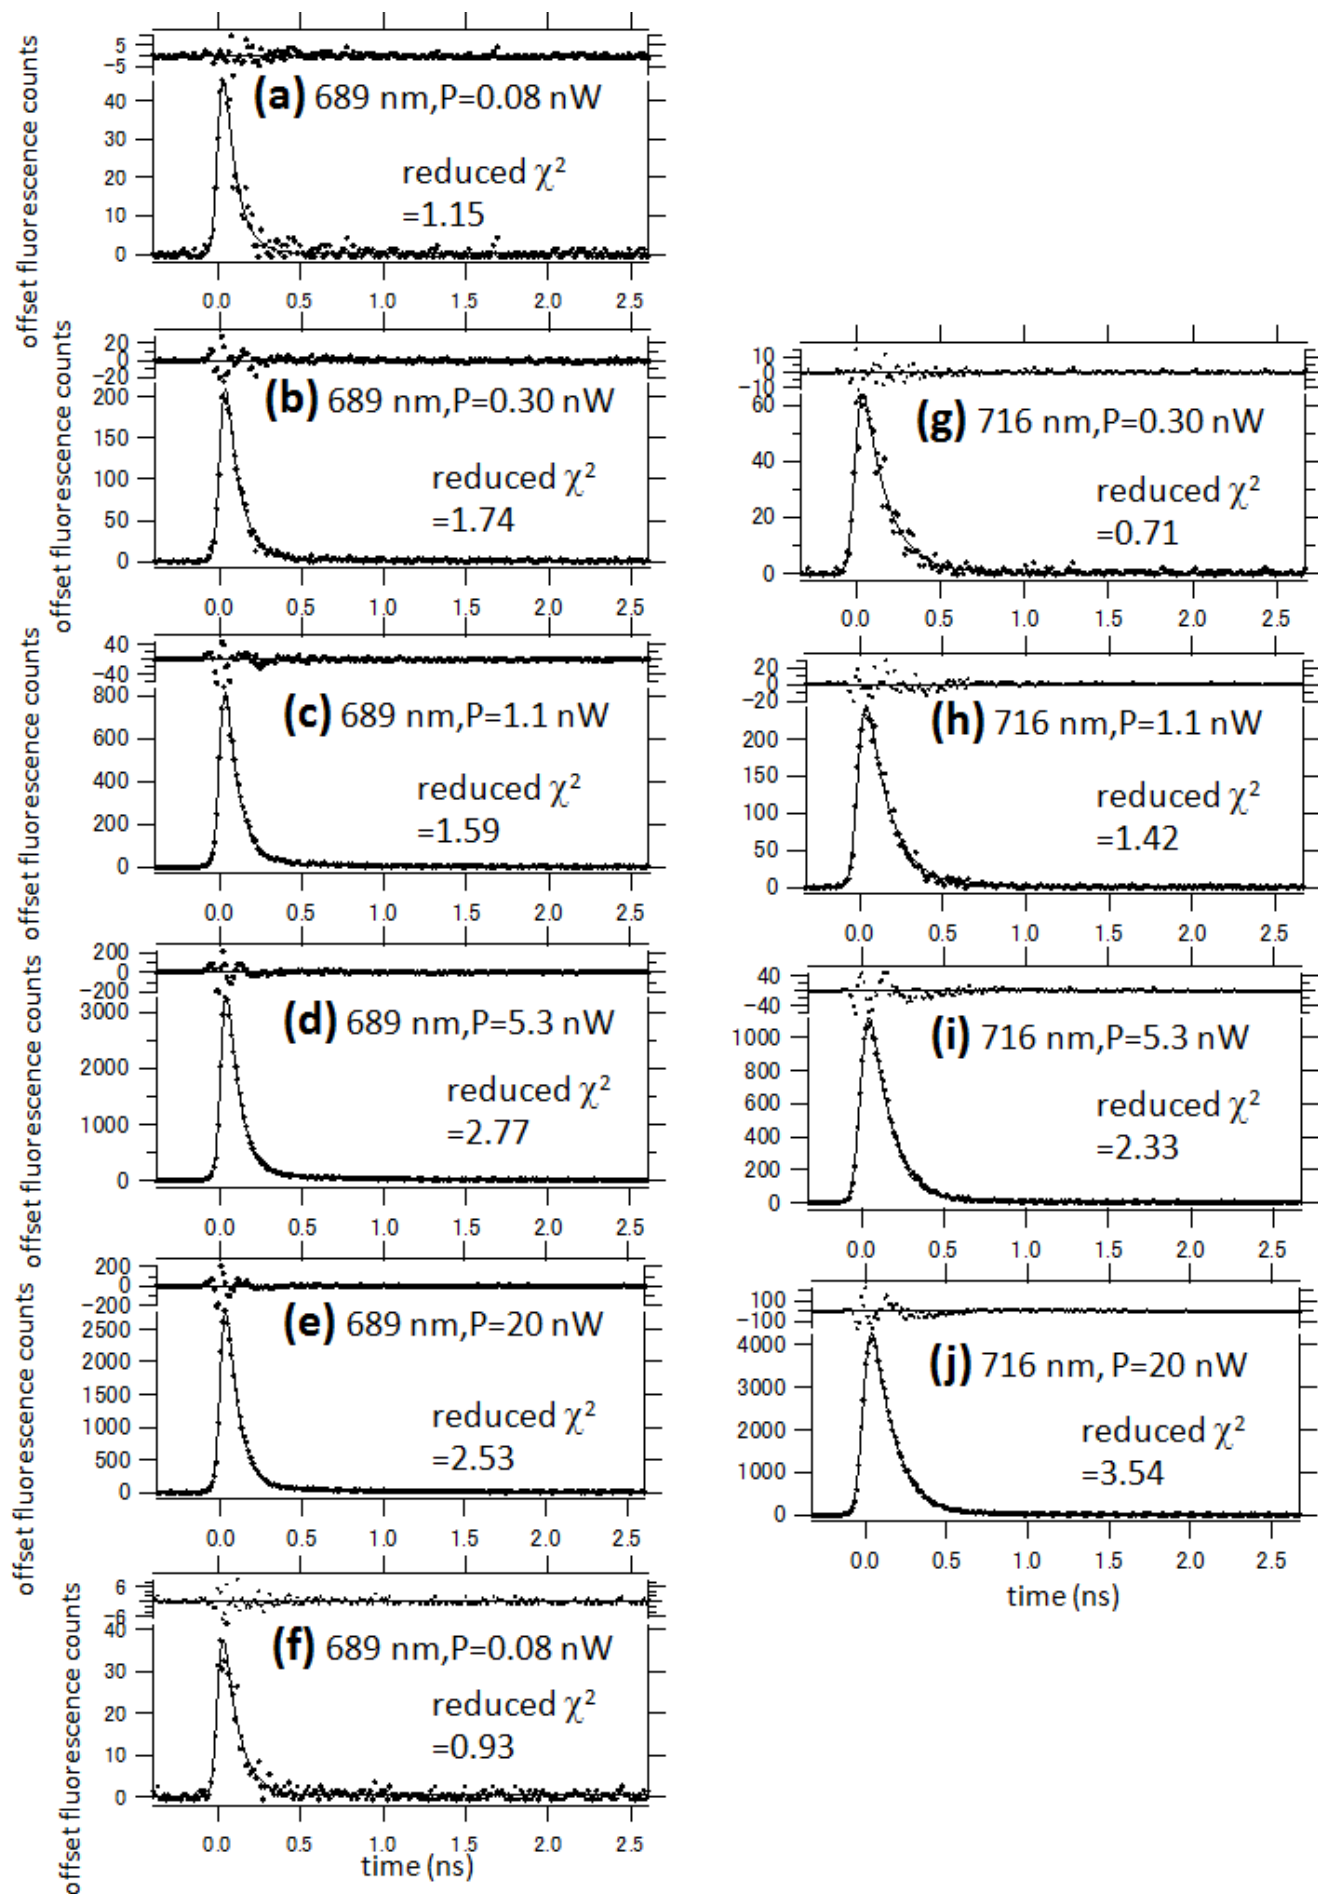 offset fluorescence counts
5
-5
40
30
20
10
0
(a) 689 nm,P=0.08 nW
reduced χ²
=1.15
0.0 0.5 1.0 1.5 2.0 2.5
offset fluorescence counts
20
0
-20
200
150
100
50
0
(b) 689 nm,P=0.30 nW
reduced χ²
=1.74
0.0 0.5 1.0 1.5 2.0 2.5
offset fluorescence counts
40
-40
800
600
400
200
0
(c) 689 nm,P=1.1 nW
reduced χ²
=1.59
0.0 0.5 1.0 1.5 2.0 2.5
offset fluorescence counts
200
0
-200
3000
2000
1000
0
(d) 689 nm,P=5.3 nW
reduced χ²
=2.77
0.0 0.5 1.0 1.5 2.0 2.5
offset fluorescence counts
200
0
-200
2500
2000
1500
1000
500
0
(e) 689 nm,P=20 nW
reduced χ²
=2.53
0.0 0.5 1.0 1.5 2.0 2.5
offset fluorescence counts
6
-6
40
30
20
10
0
(f) 689 nm,P=0.08 nW
reduced χ²
=0.93
0.0 0.5 1.0 1.5 2.0 2.5
time (ns)
10
0
-10
60
40
20
0
(g) 716 nm,P=0.30 nW
reduced χ²
=0.71
0.0 0.5 1.0 1.5 2.0 2.5
20
0
-20
200
150
100
50
0
(h) 716 nm,P=1.1 nW
reduced χ²
=1.42
0.0 0.5 1.0 1.5 2.0 2.5
40
-40
1000
800
600
400
200
0
(i) 716 nm,P=5.3 nW
reduced χ²
=2.33
0.0 0.5 1.0 1.5 2.0 2.5
100
-100
4000
3000
2000
1000
0
(j) 716 nm, P=20 nW
reduced χ²
=3.54
0.0 0.5 1.0 1.5 2.0 2.5
time (ns)